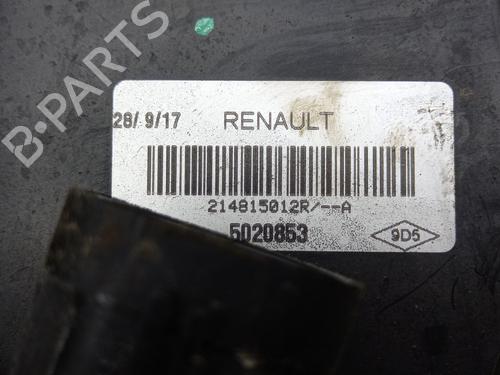 B-PARTS
28/ 9/17 RENAULT
214815012R/--A
5020853
9D5